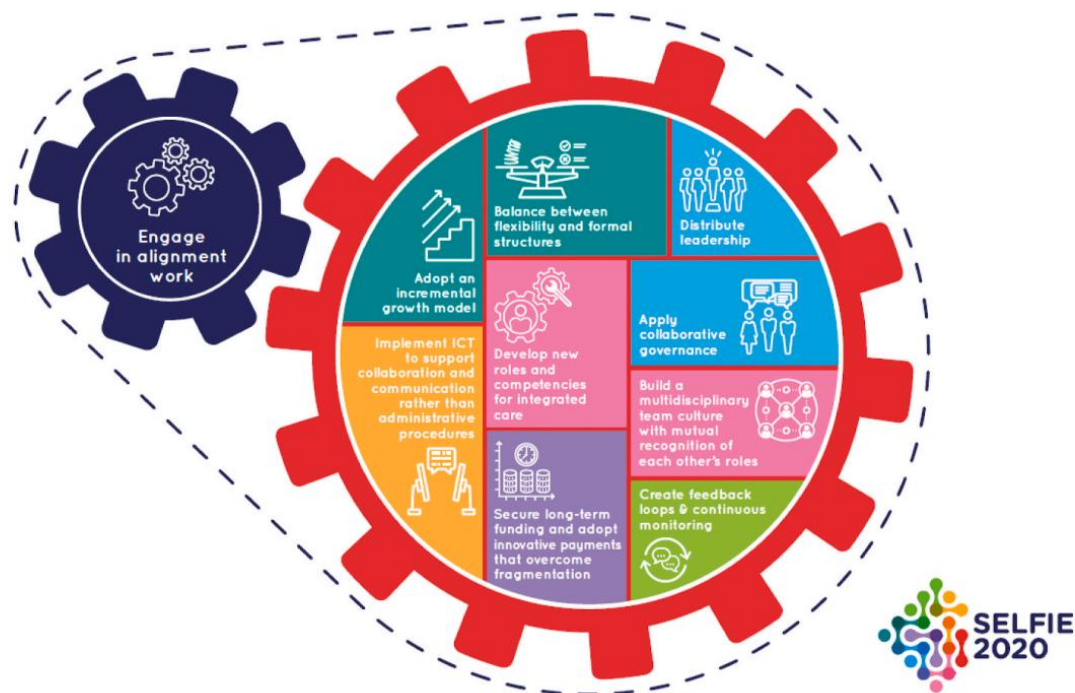 Engage
in alignment
work
Adopt an
incremental
growth model
Balance between
flexibility and formal
structures
Distribute
leadership
Implement ICT
to support
collaboration and
communication
rather than
administrative
procedures
Develop new
roles and
competencies
for integrated
care
Apply
collaborative
governance
Build a
multidisciplinary
team culture
with mutual
recognition of
each other's roles
Secure long-term
funding and adopt
innovative payments
that overcome
fragmentation
Create feedback
loops & continuous
monitoring
SELFIE
2020